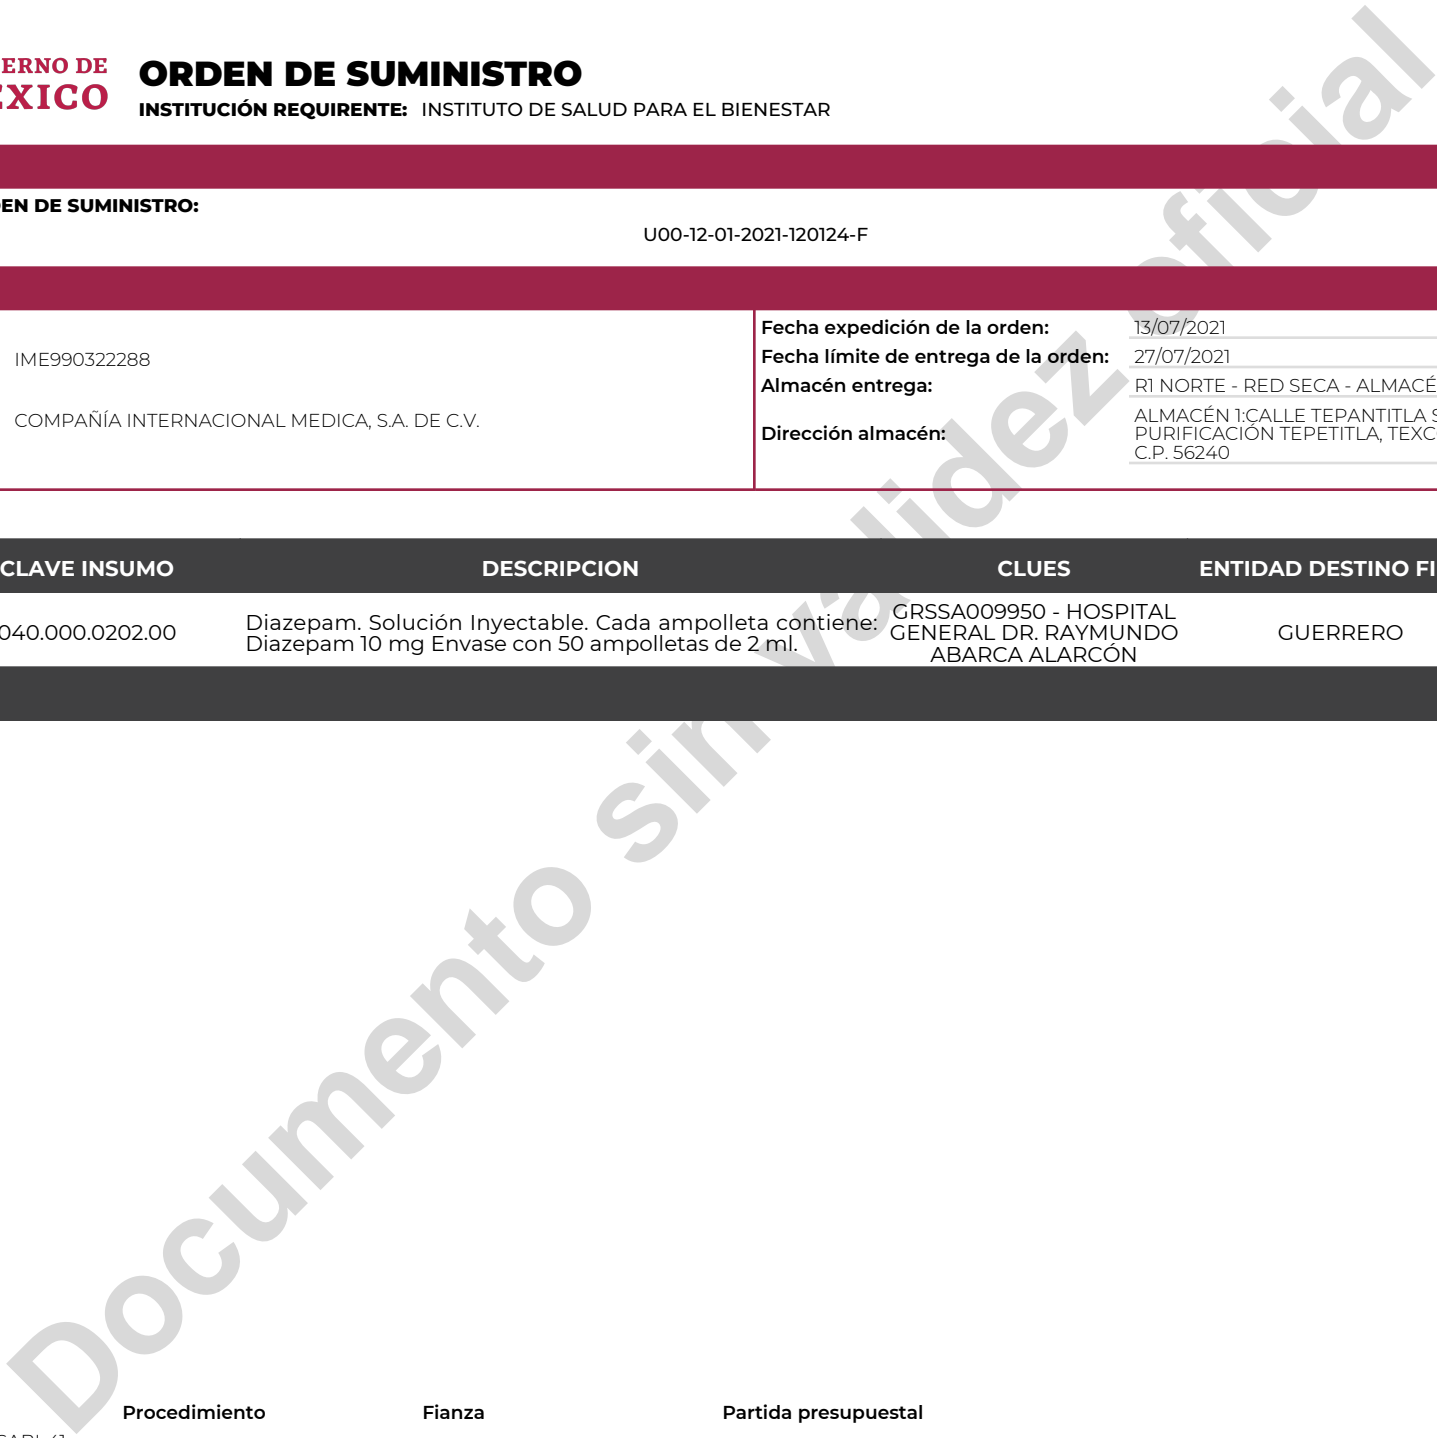 ERNO DE
EXICO
ORDEN DE SUMINISTRO
INSTITUCIÓN REQUIRENTE: INSTITUTO DE SALUD PARA EL BIENESTAR
EN DE SUMINISTRO:
U00-12-01-2021-120124-F
IME990322288
COMPAÑÍA INTERNACIONAL MEDICA, S.A. DE C.V.
Fecha expedición de la orden: 13/07/2021
Fecha límite de entrega de la orden: 27/07/2021
Almacén entrega: R1 NORTE - RED SECA - ALMACÉ
Dirección almacén: ALMACÉN 1:CALLE TEPANTITLA S
PURIFICACIÓN TEPETITLA, TEXC
C.P. 56240
CLAVE INSUMO DESCRIPCION CLUES ENTIDAD DESTINO FI
040.000.0202.00
Diazepam. Solución Inyectable. Cada ampolleta contiene:
Diazepam 10 mg Envase con 50 ampolletas de 2 ml.
GRSSA009950 - HOSPITAL
GENERAL DR. RAYMUNDO
ABARCA ALARCÓN
GUERRERO
Documento sin validez oficial
Procedimiento Fianza Partida presupuestal